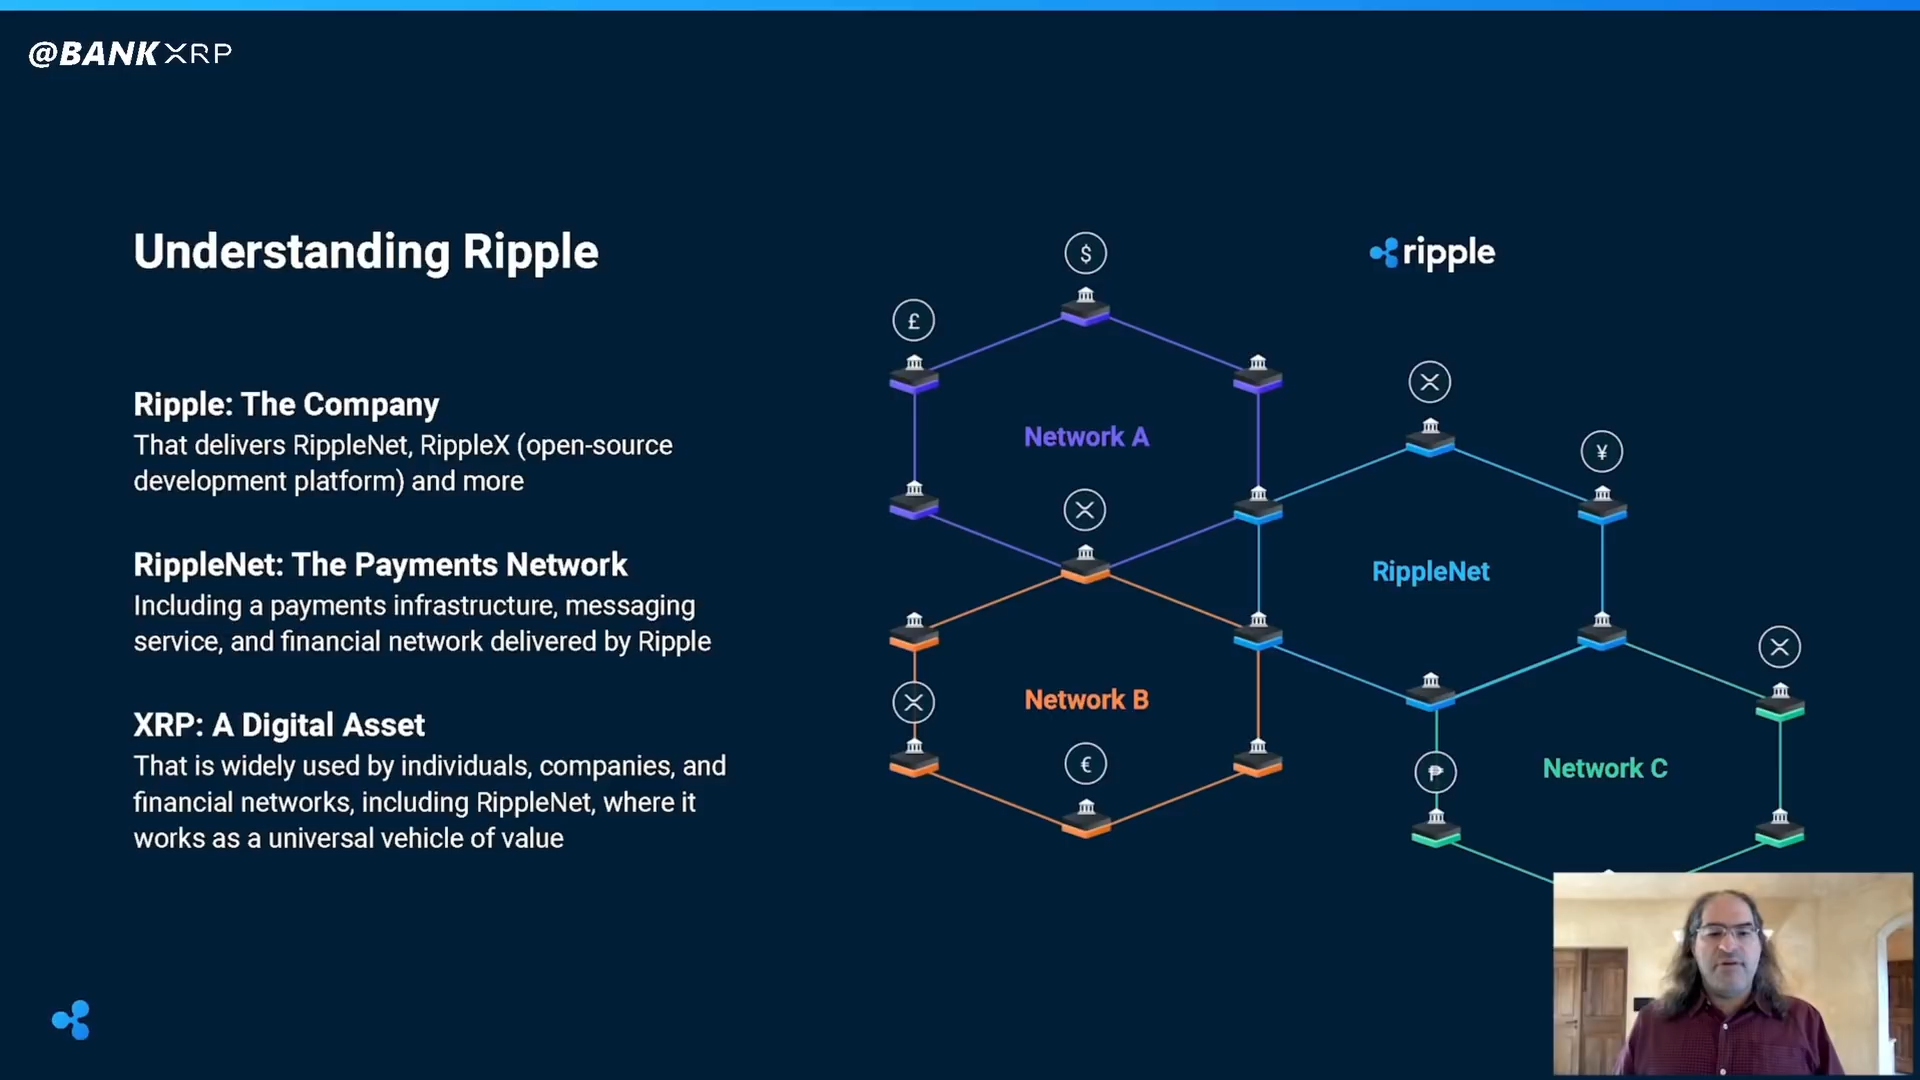 @BANKXRP
Understanding Ripple
Ripple: The Company
That delivers RippleNet, RippleX (open-source
development platform) and more
RippleNet: The Payments Network
Including a payments infrastructure, messaging
service, and financial network delivered by Ripple
XRP: A Digital Asset
That is widely used by individuals, companies, and
financial networks, including RippleNet, where it
works as a universal vehicle of value
ripple
$
£
Network A
¥
RippleNet
Network B
€
₱
Network C